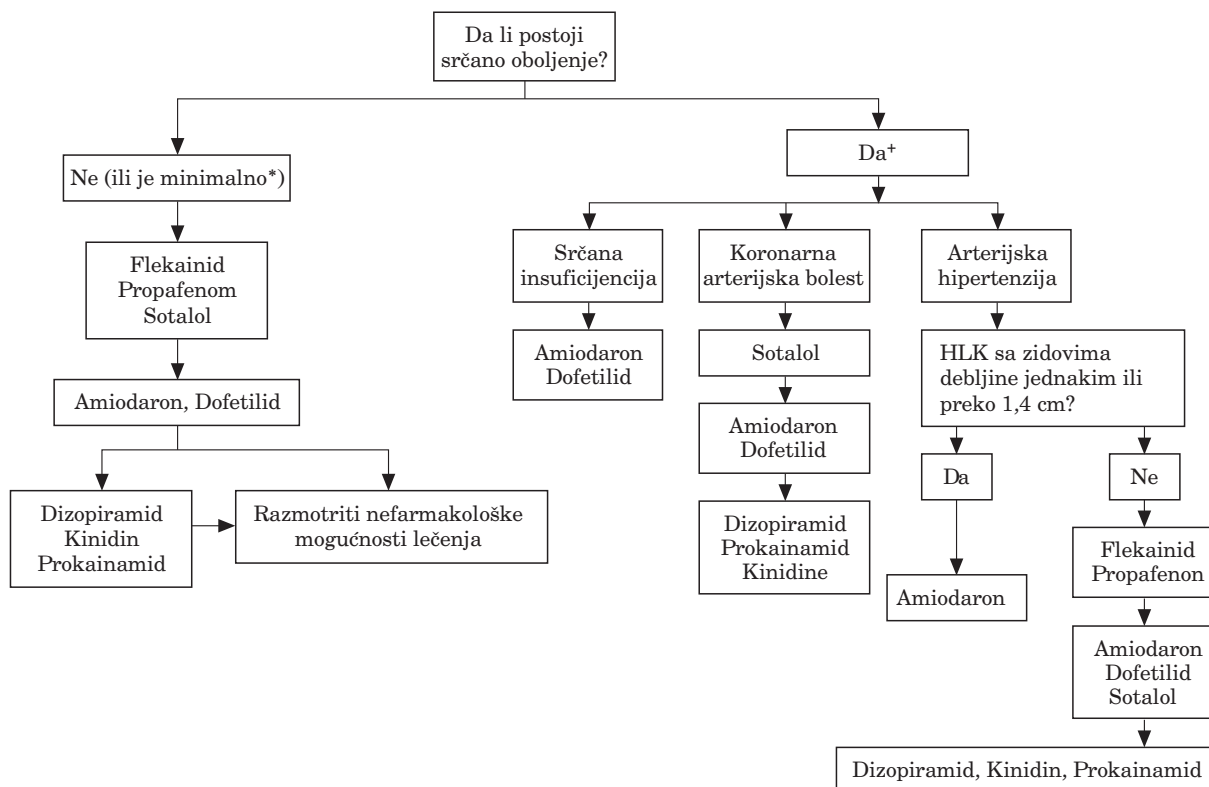 Da li postoji
srčano oboljenje?
Ne (ili je minimalno*)
Flekainid
Propafenom
Sotalol
Amiodaron, Dofetilid
Dizopiramid
Kinidin
Prokainamid
Razmotriti nefarmakološke
mogućnosti lečenja
Da+
Srčana
insuficijencija
Amiodaron
Dofetilid
Koronarna
arterijska bolest
Sotalol
Amiodaron
Dofetilid
Dizopiramid
Prokainamid
Kinidine
Arterijska
hipertenzija
HLK sa zidovima
debljine jednakim ili
preko 1,4 cm?
Da
Amiodaron
Ne
Flekainid
Propafenon
Amiodaron
Dofetilid
Sotalol
Dizopiramid, Kinidin, Prokainamid